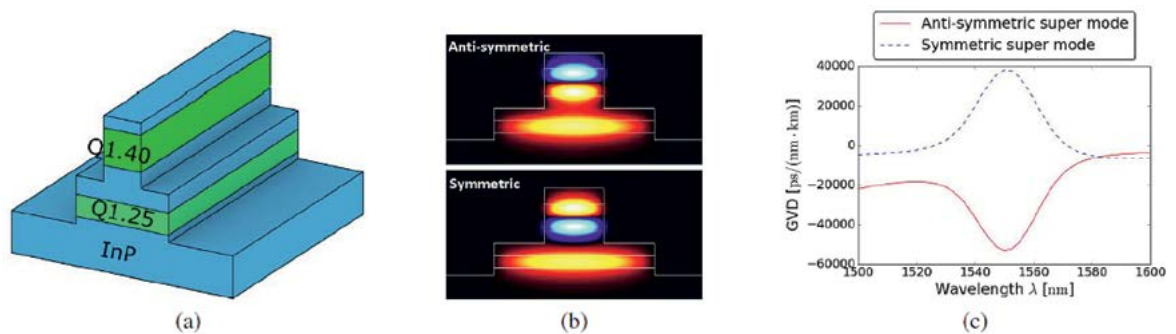 Q1.40
Q1.25
InP
(a)
Anti-symmetric
Symmetric
(b)
Anti-symmetric super mode
Symmetric super mode
40000
20000
0
−20000
−40000
−60000
GVD [ps/(nm · km)]
1500 1520 1540 1560 1580 1600
Wavelength λ [nm]
(c)